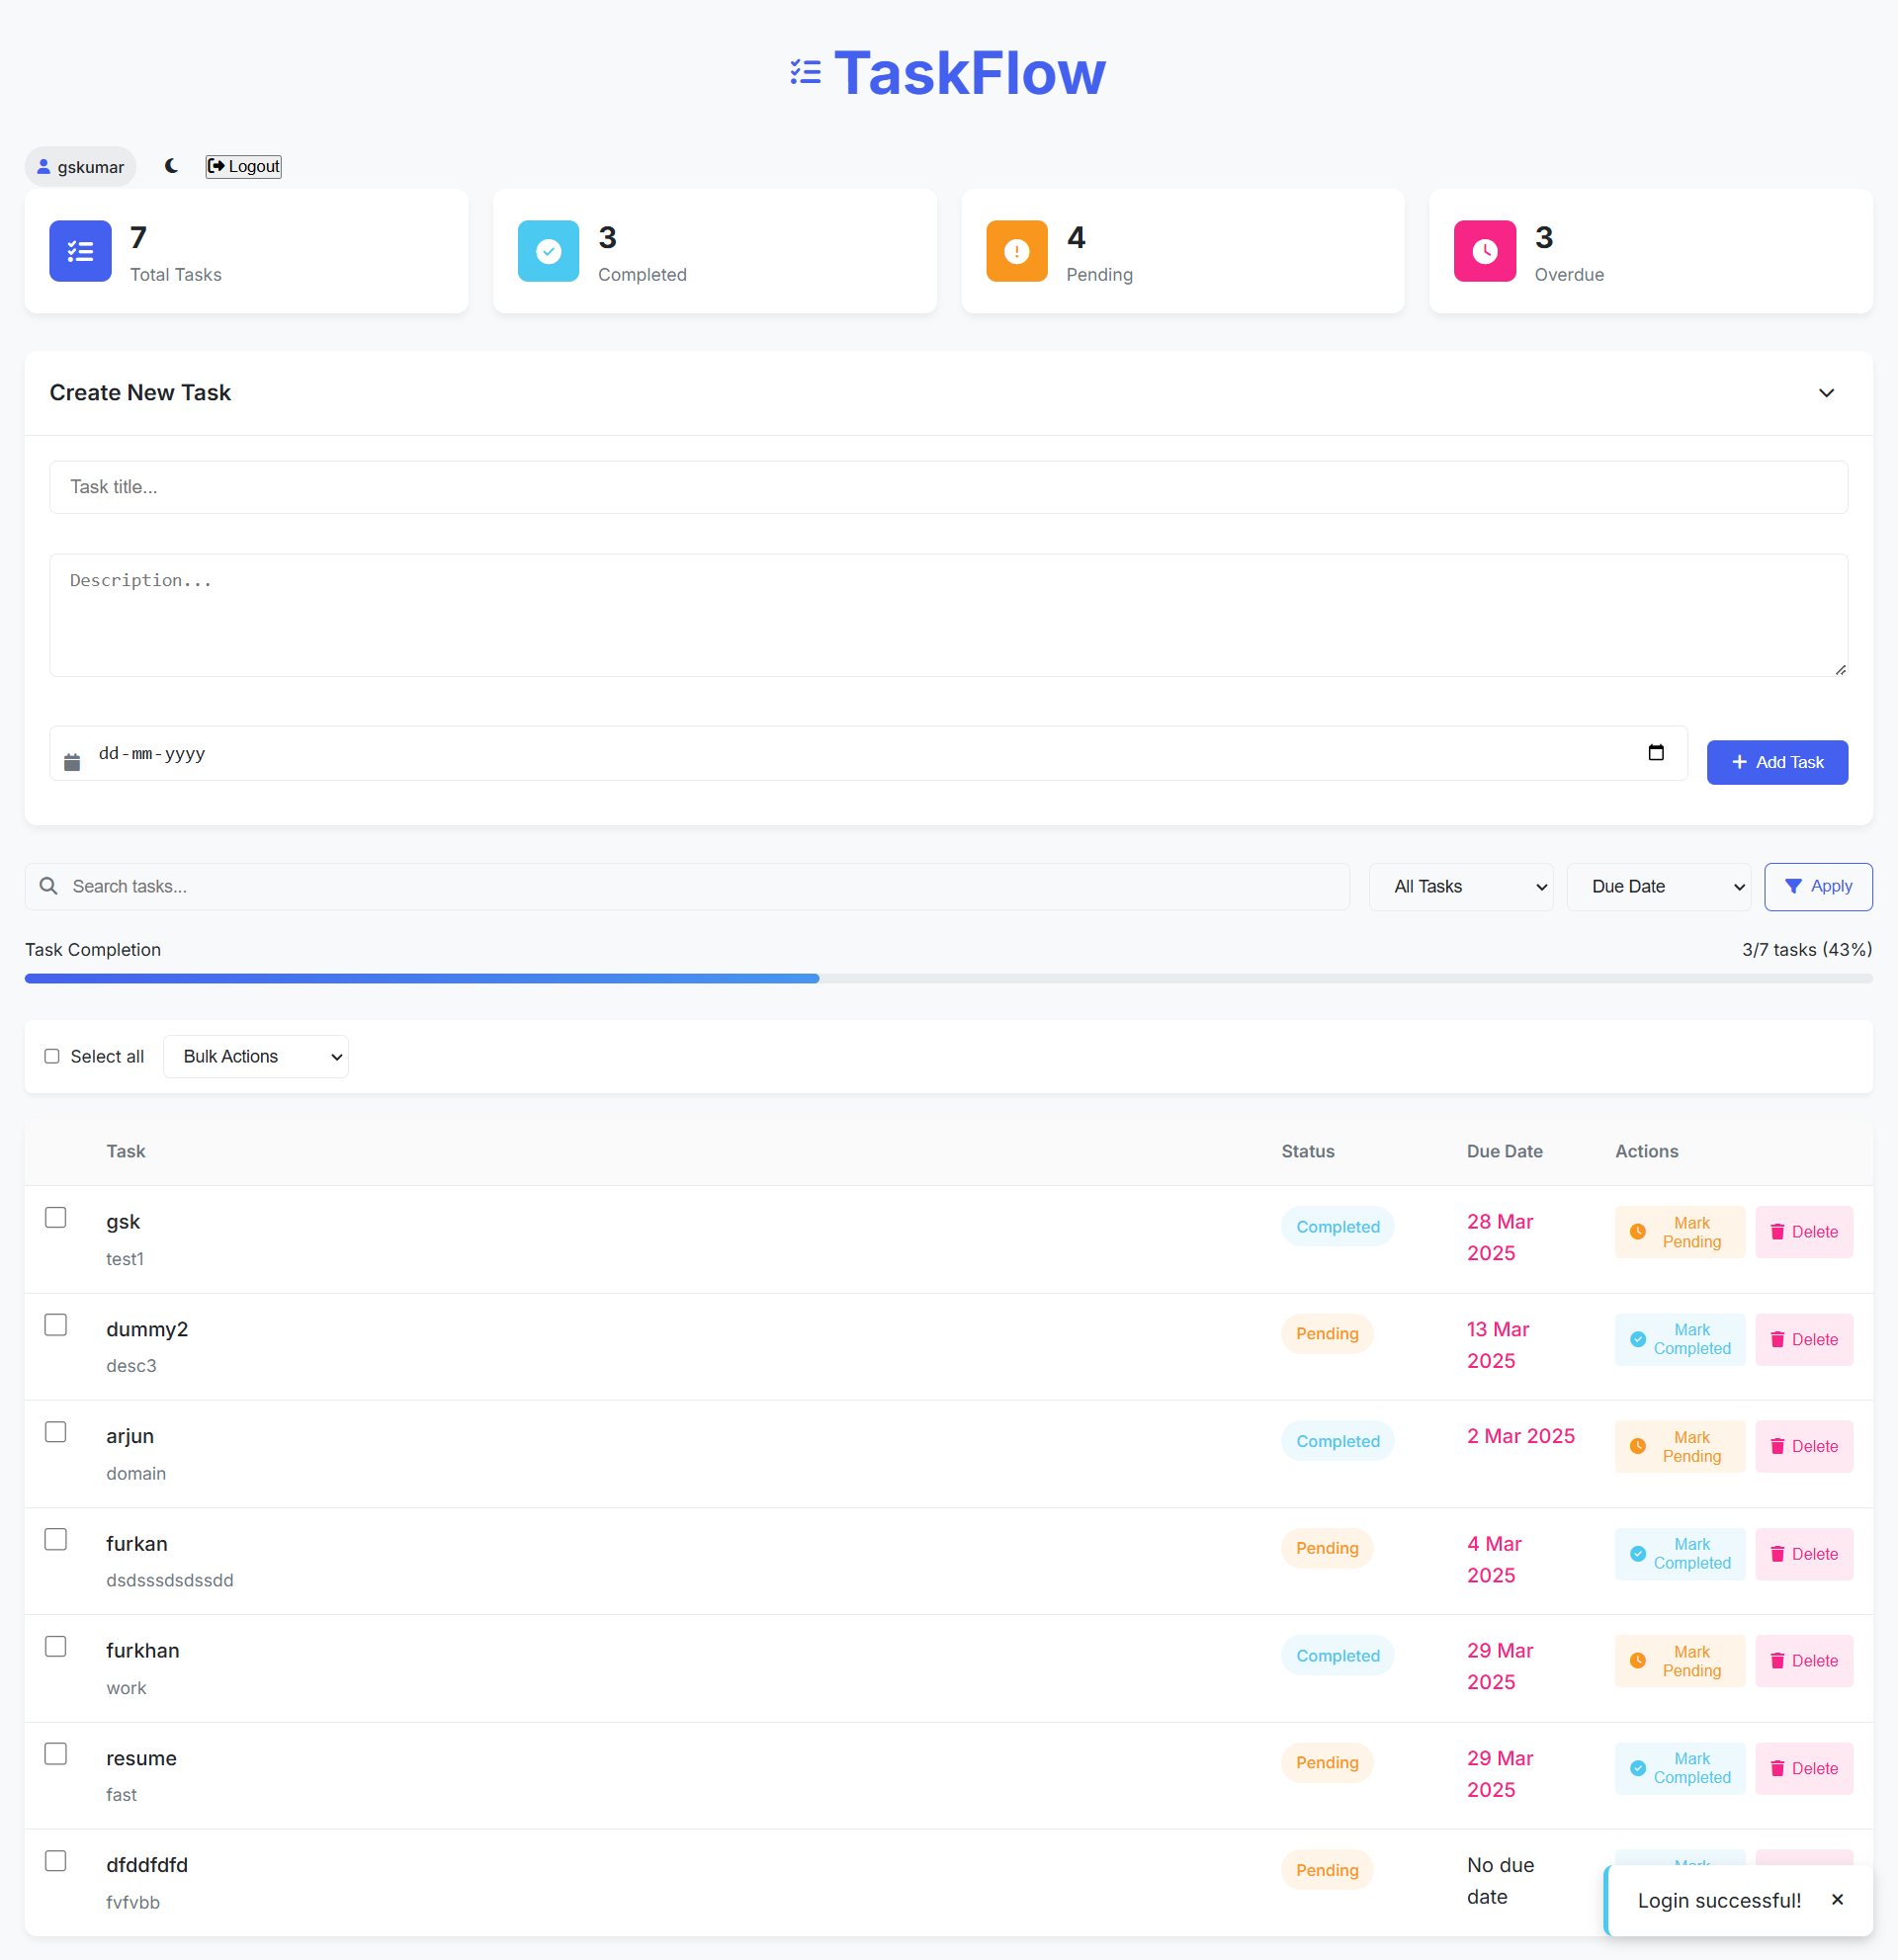 TaskFlow
gskumar
Logout
7
Total Tasks
3
Completed
4
Pending
3
Overdue
Create New Task
Task title...
Description...
dd-mm-yyyy
Add Task
Search tasks...
All Tasks
Due Date
Apply
Task Completion
3/7 tasks (43%)
Select all
Bulk Actions
Task
Status
Due Date
Actions
gsk
test1
Completed
28 Mar
2025
Mark
Pending
Delete
dummy2
desc3
Pending
13 Mar
2025
Mark
Completed
Delete
arjun
domain
Completed
2 Mar 2025
Mark
Pending
Delete
furkan
dsdsssdsdssdd
Pending
4 Mar
2025
Mark
Completed
Delete
furkhan
work
Completed
29 Mar
2025
Mark
Pending
Delete
resume
fast
Pending
29 Mar
2025
Mark
Completed
Delete
dfddfdfd
fvfvbb
Pending
No due
date
Login successful!